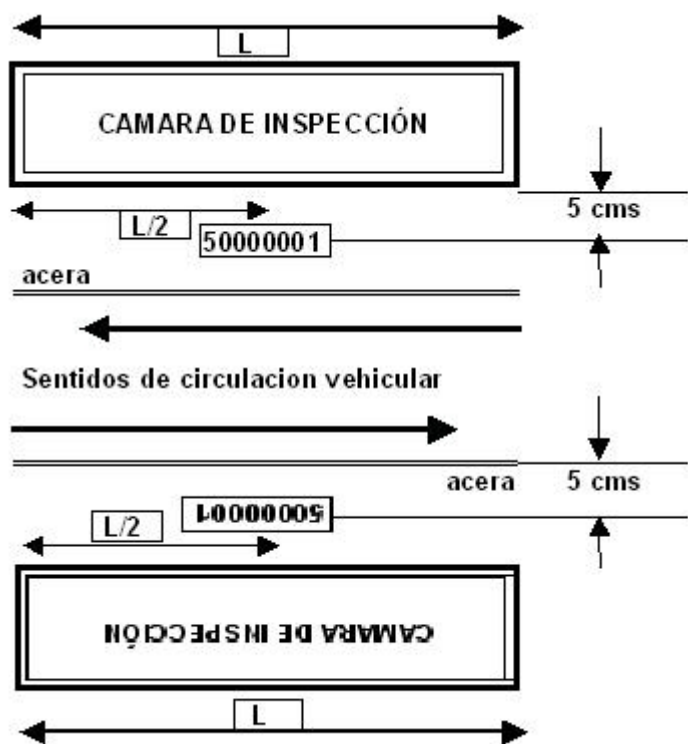 L
CAMARA DE INSPECCIÓN
5 cms
L/2
50000001
acera
Sentidos de circulacion vehicular
acera
5 cms
50000001
L/2
CAMARA DE INSPECCIÓN
L